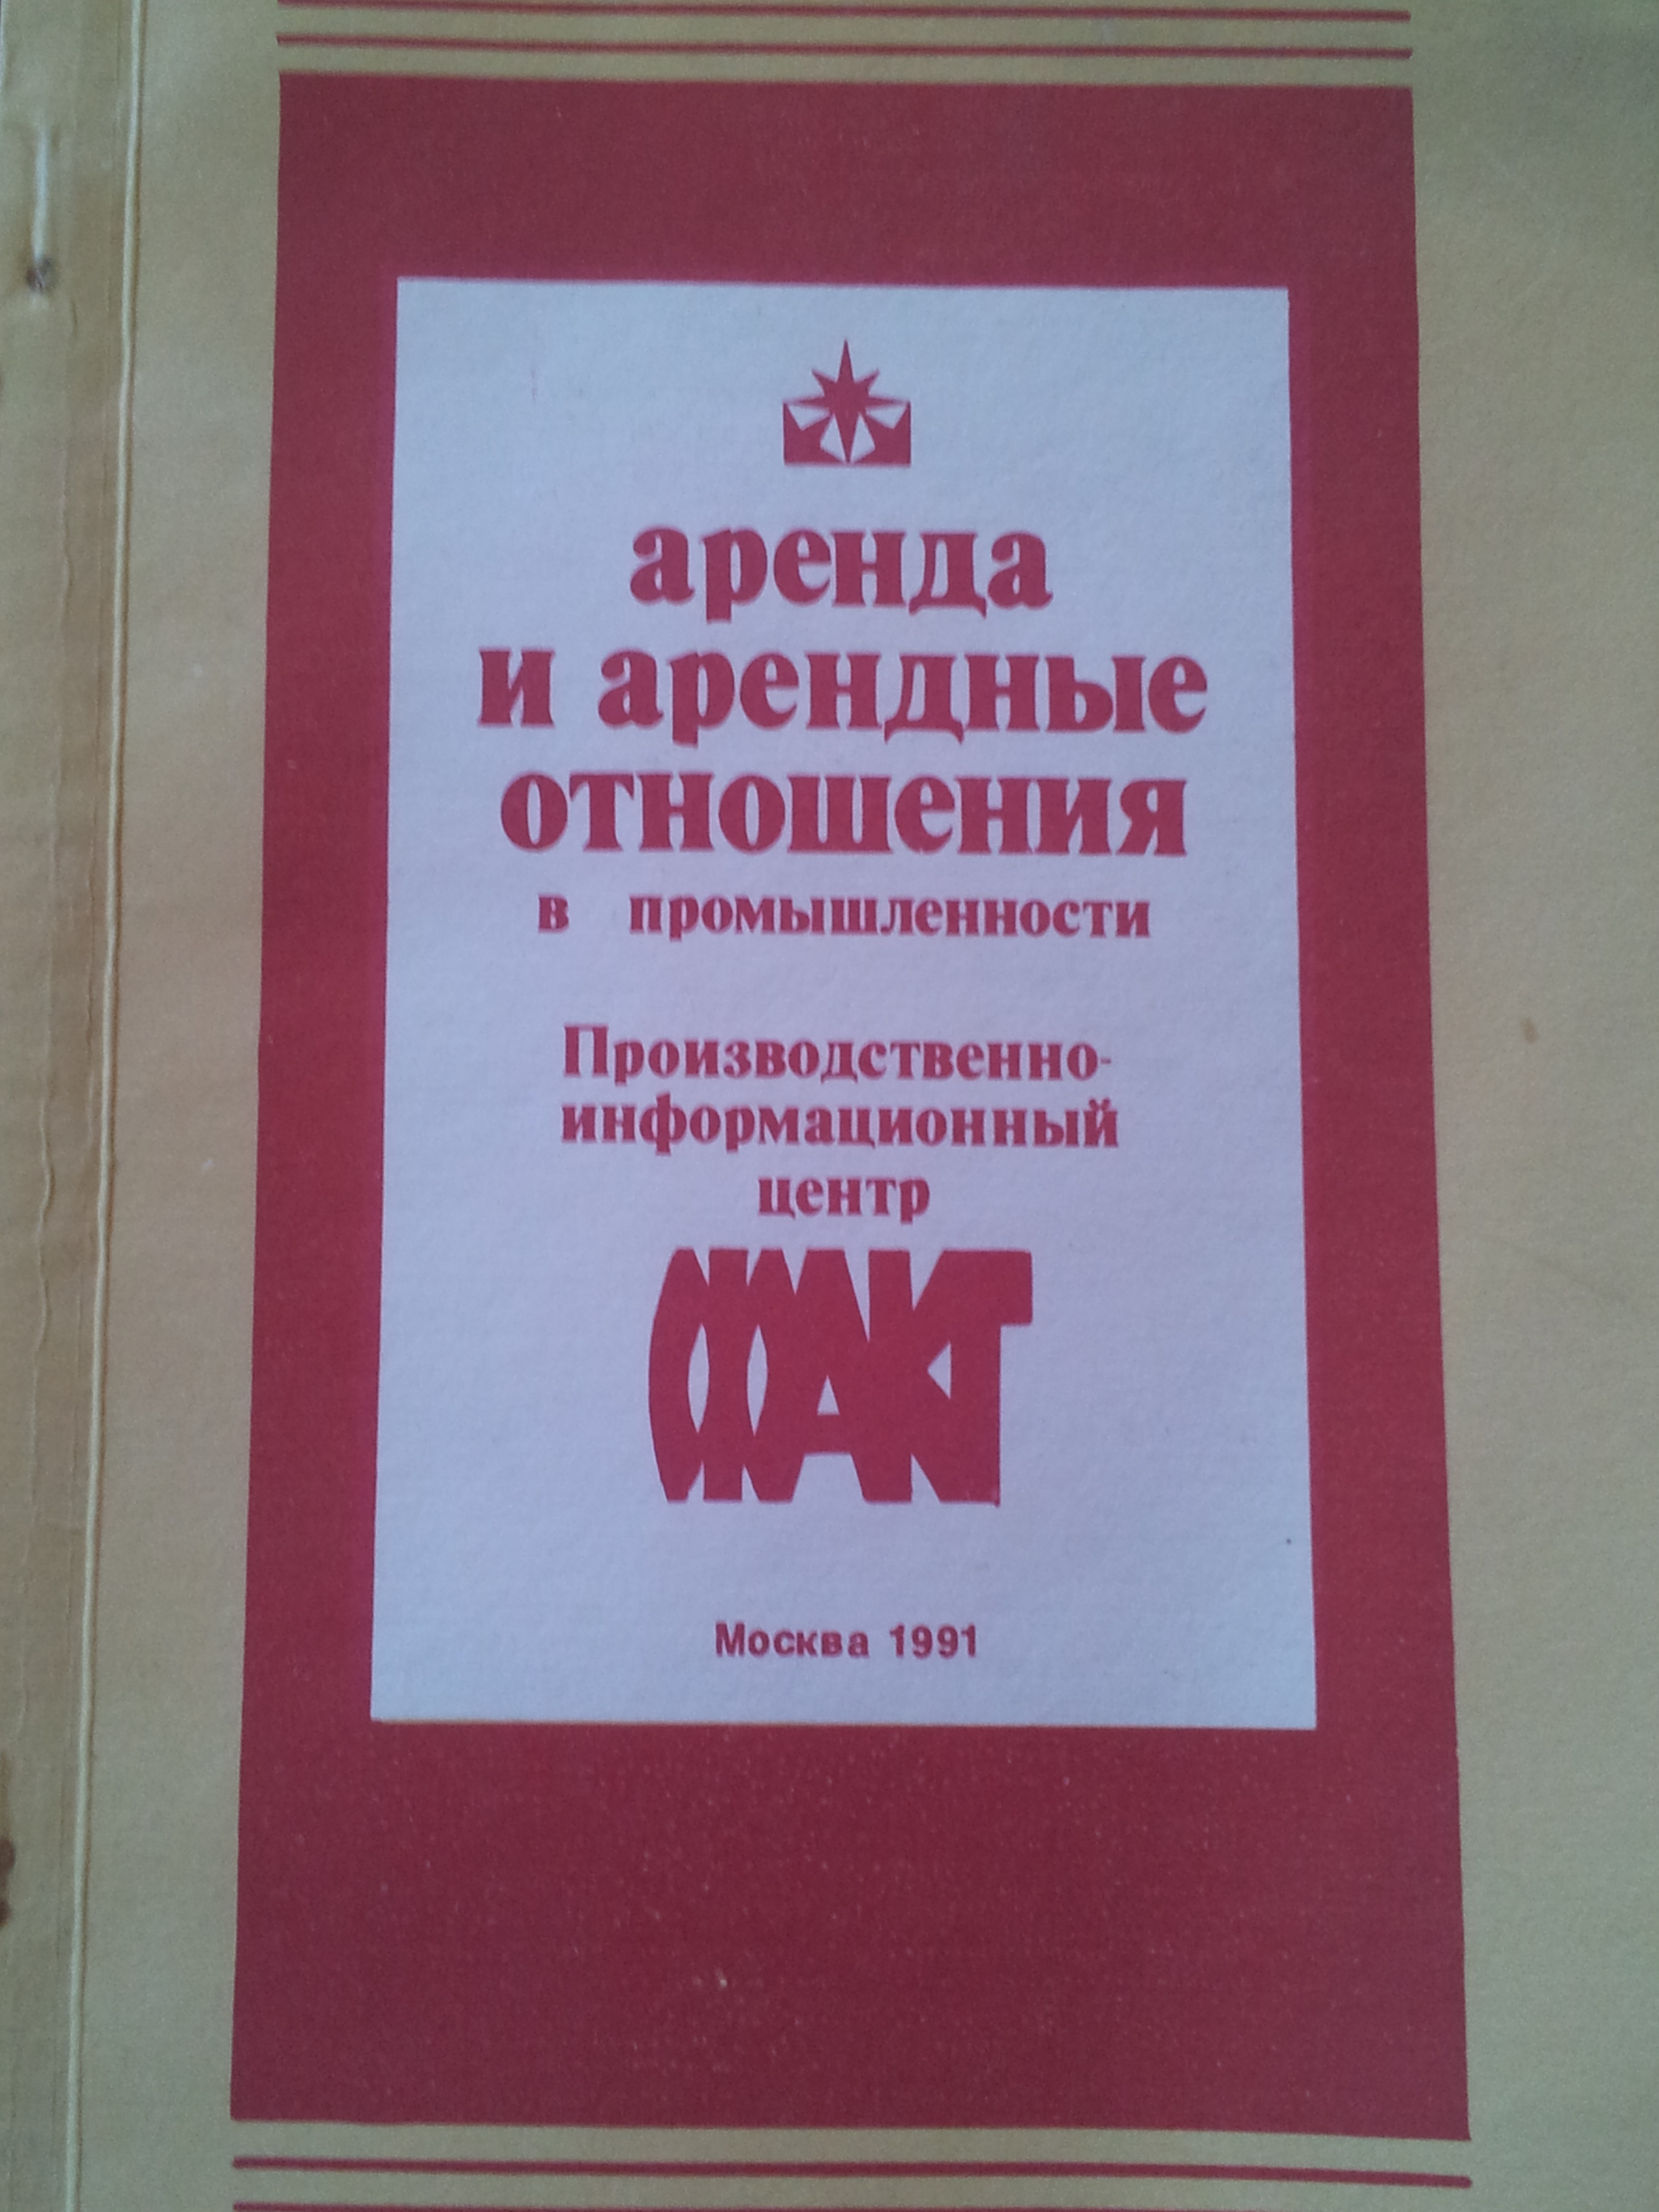 аренда
и арендные
отношения
в промышленности
Производственно-
информационный
центр
ФАКТ
Москва 1991